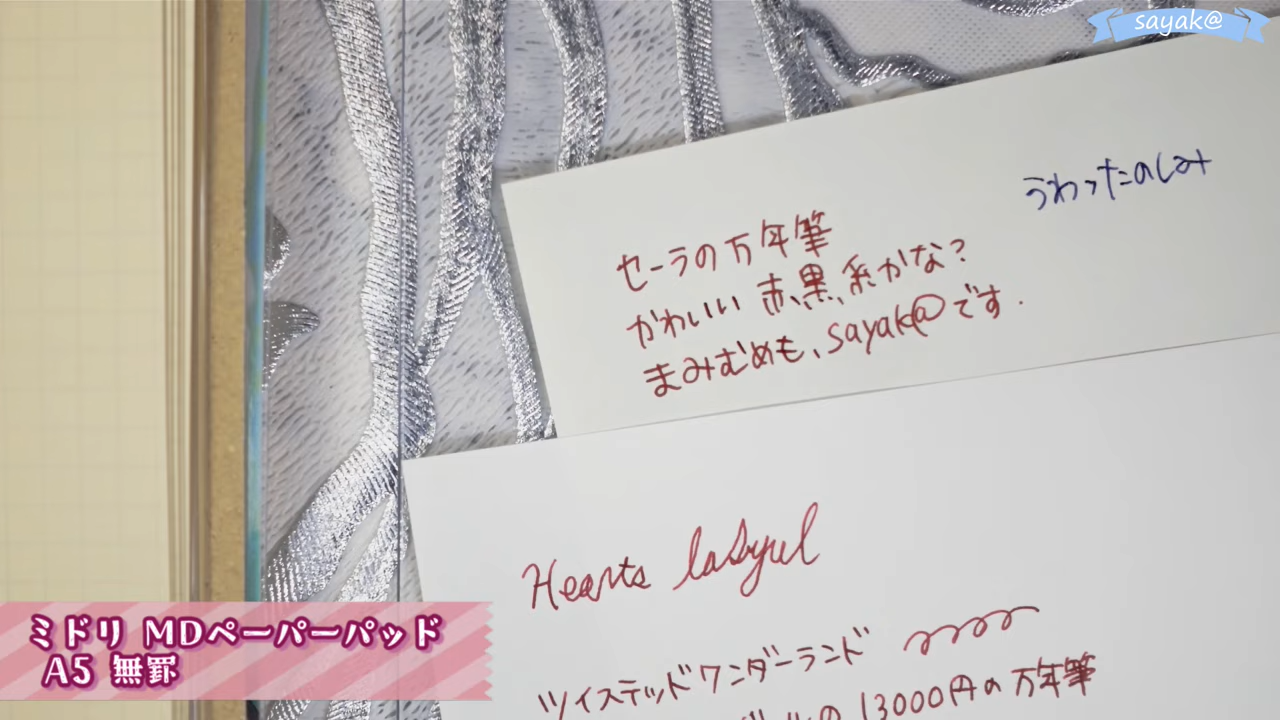 sayak@
うわったのしみ
セーラの万年筆
かわいい 赤黒系かな?
まみむめも、sayak@です.
Hearts labyul
ツイステッドワンダーランド
の 13000円の万年筆
ミドリ MDペーパーパッド
A5 無罫